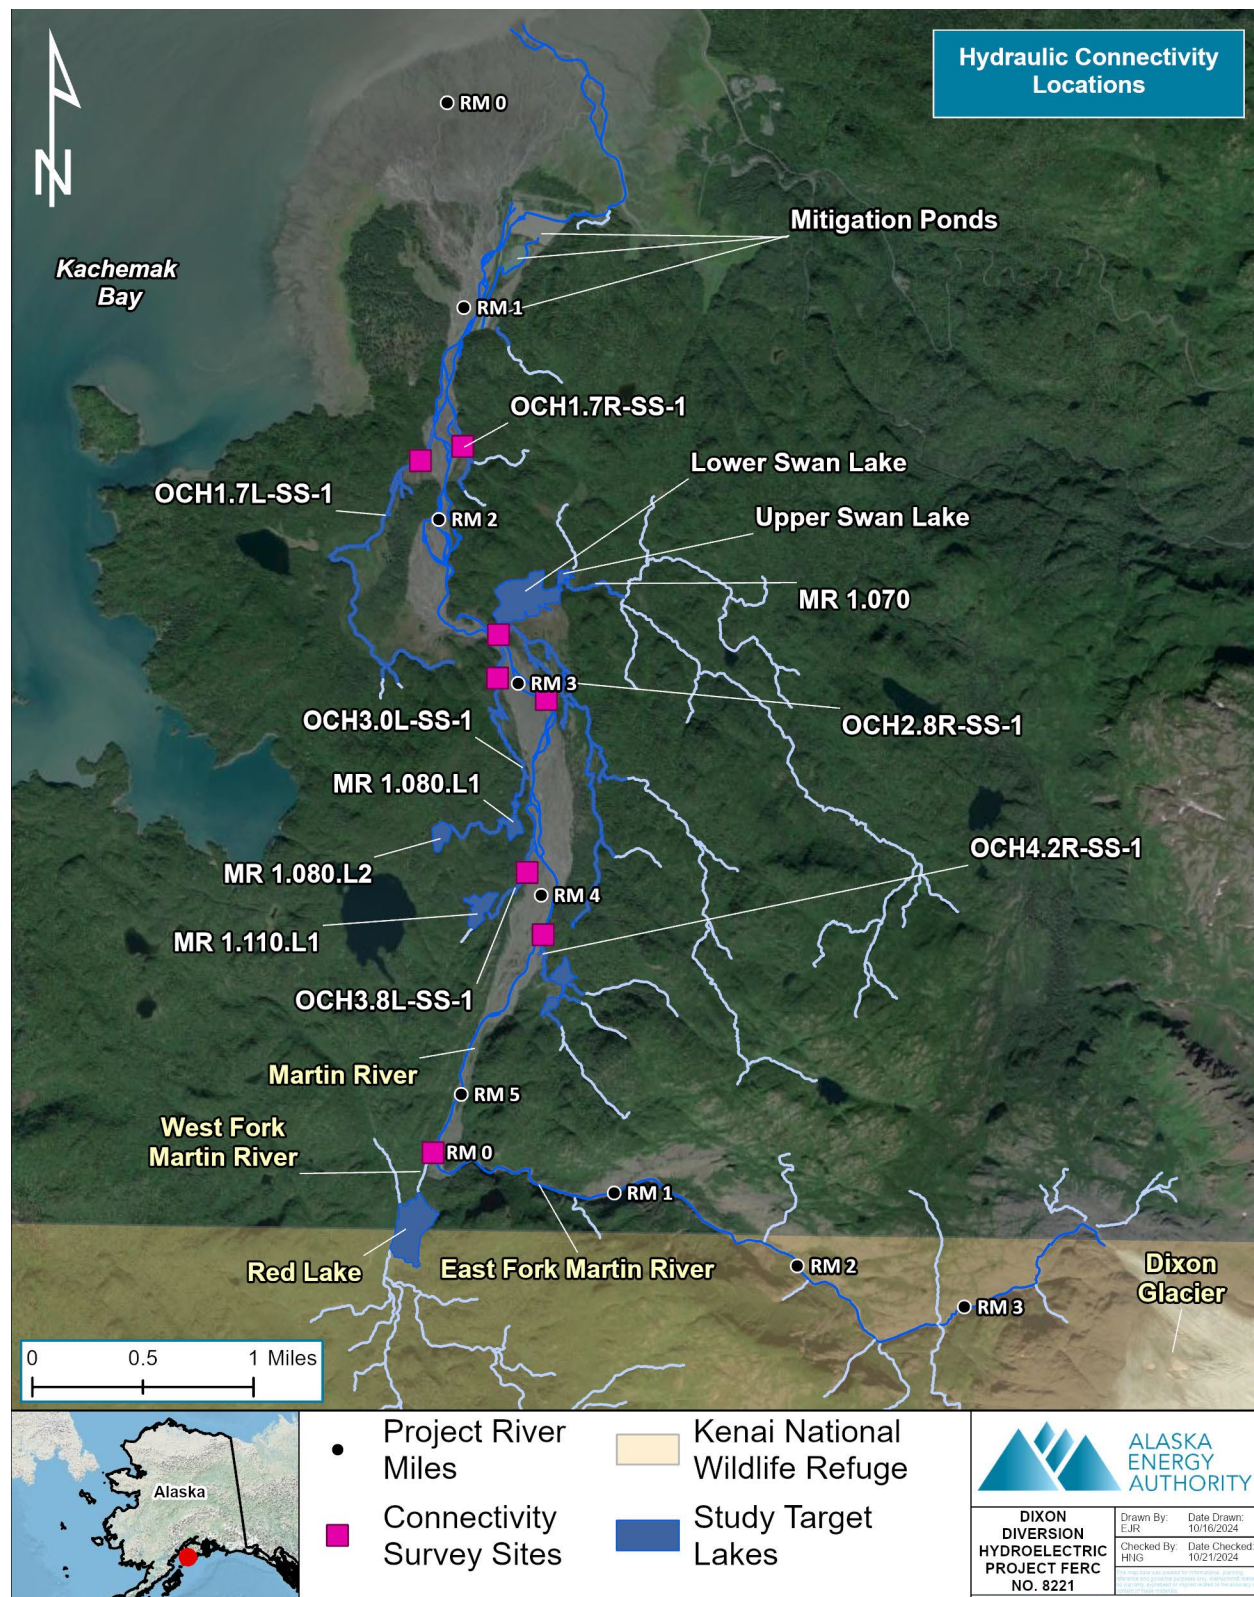 Hydraulic Connectivity
Locations
N
RM 0
Mitigation Ponds
Kachemak
Bay
RM 1
OCH1.7R-SS-1
Lower Swan Lake
OCH1.7L-SS-1
Upper Swan Lake
RM 2
MR 1.070
RM 3
OCH3.0L-SS-1
OCH2.8R-SS-1
MR 1.080.L1
OCH4.2R-SS-1
MR 1.080.L2
RM 4
MR 1.110.L1
OCH3.8L-SS-1
Martin River
RM 5
West Fork
Martin River
RM 0
RM 1
Red Lake
East Fork Martin River
RM 2
Dixon
Glacier
RM 3
0 0.5 1 Miles
Alaska
Project River
Miles
Connectivity
Survey Sites
Kenai National
Wildlife Refuge
Study Target
Lakes
ALASKA
ENERGY
AUTHORITY
DIXON
DIVERSION
HYDROELECTRIC
PROJECT FERC
NO. 8221
Drawn By:
EJR
Date Drawn:
10/16/2024
Checked By:
HNG
Date Checked:
10/21/2024